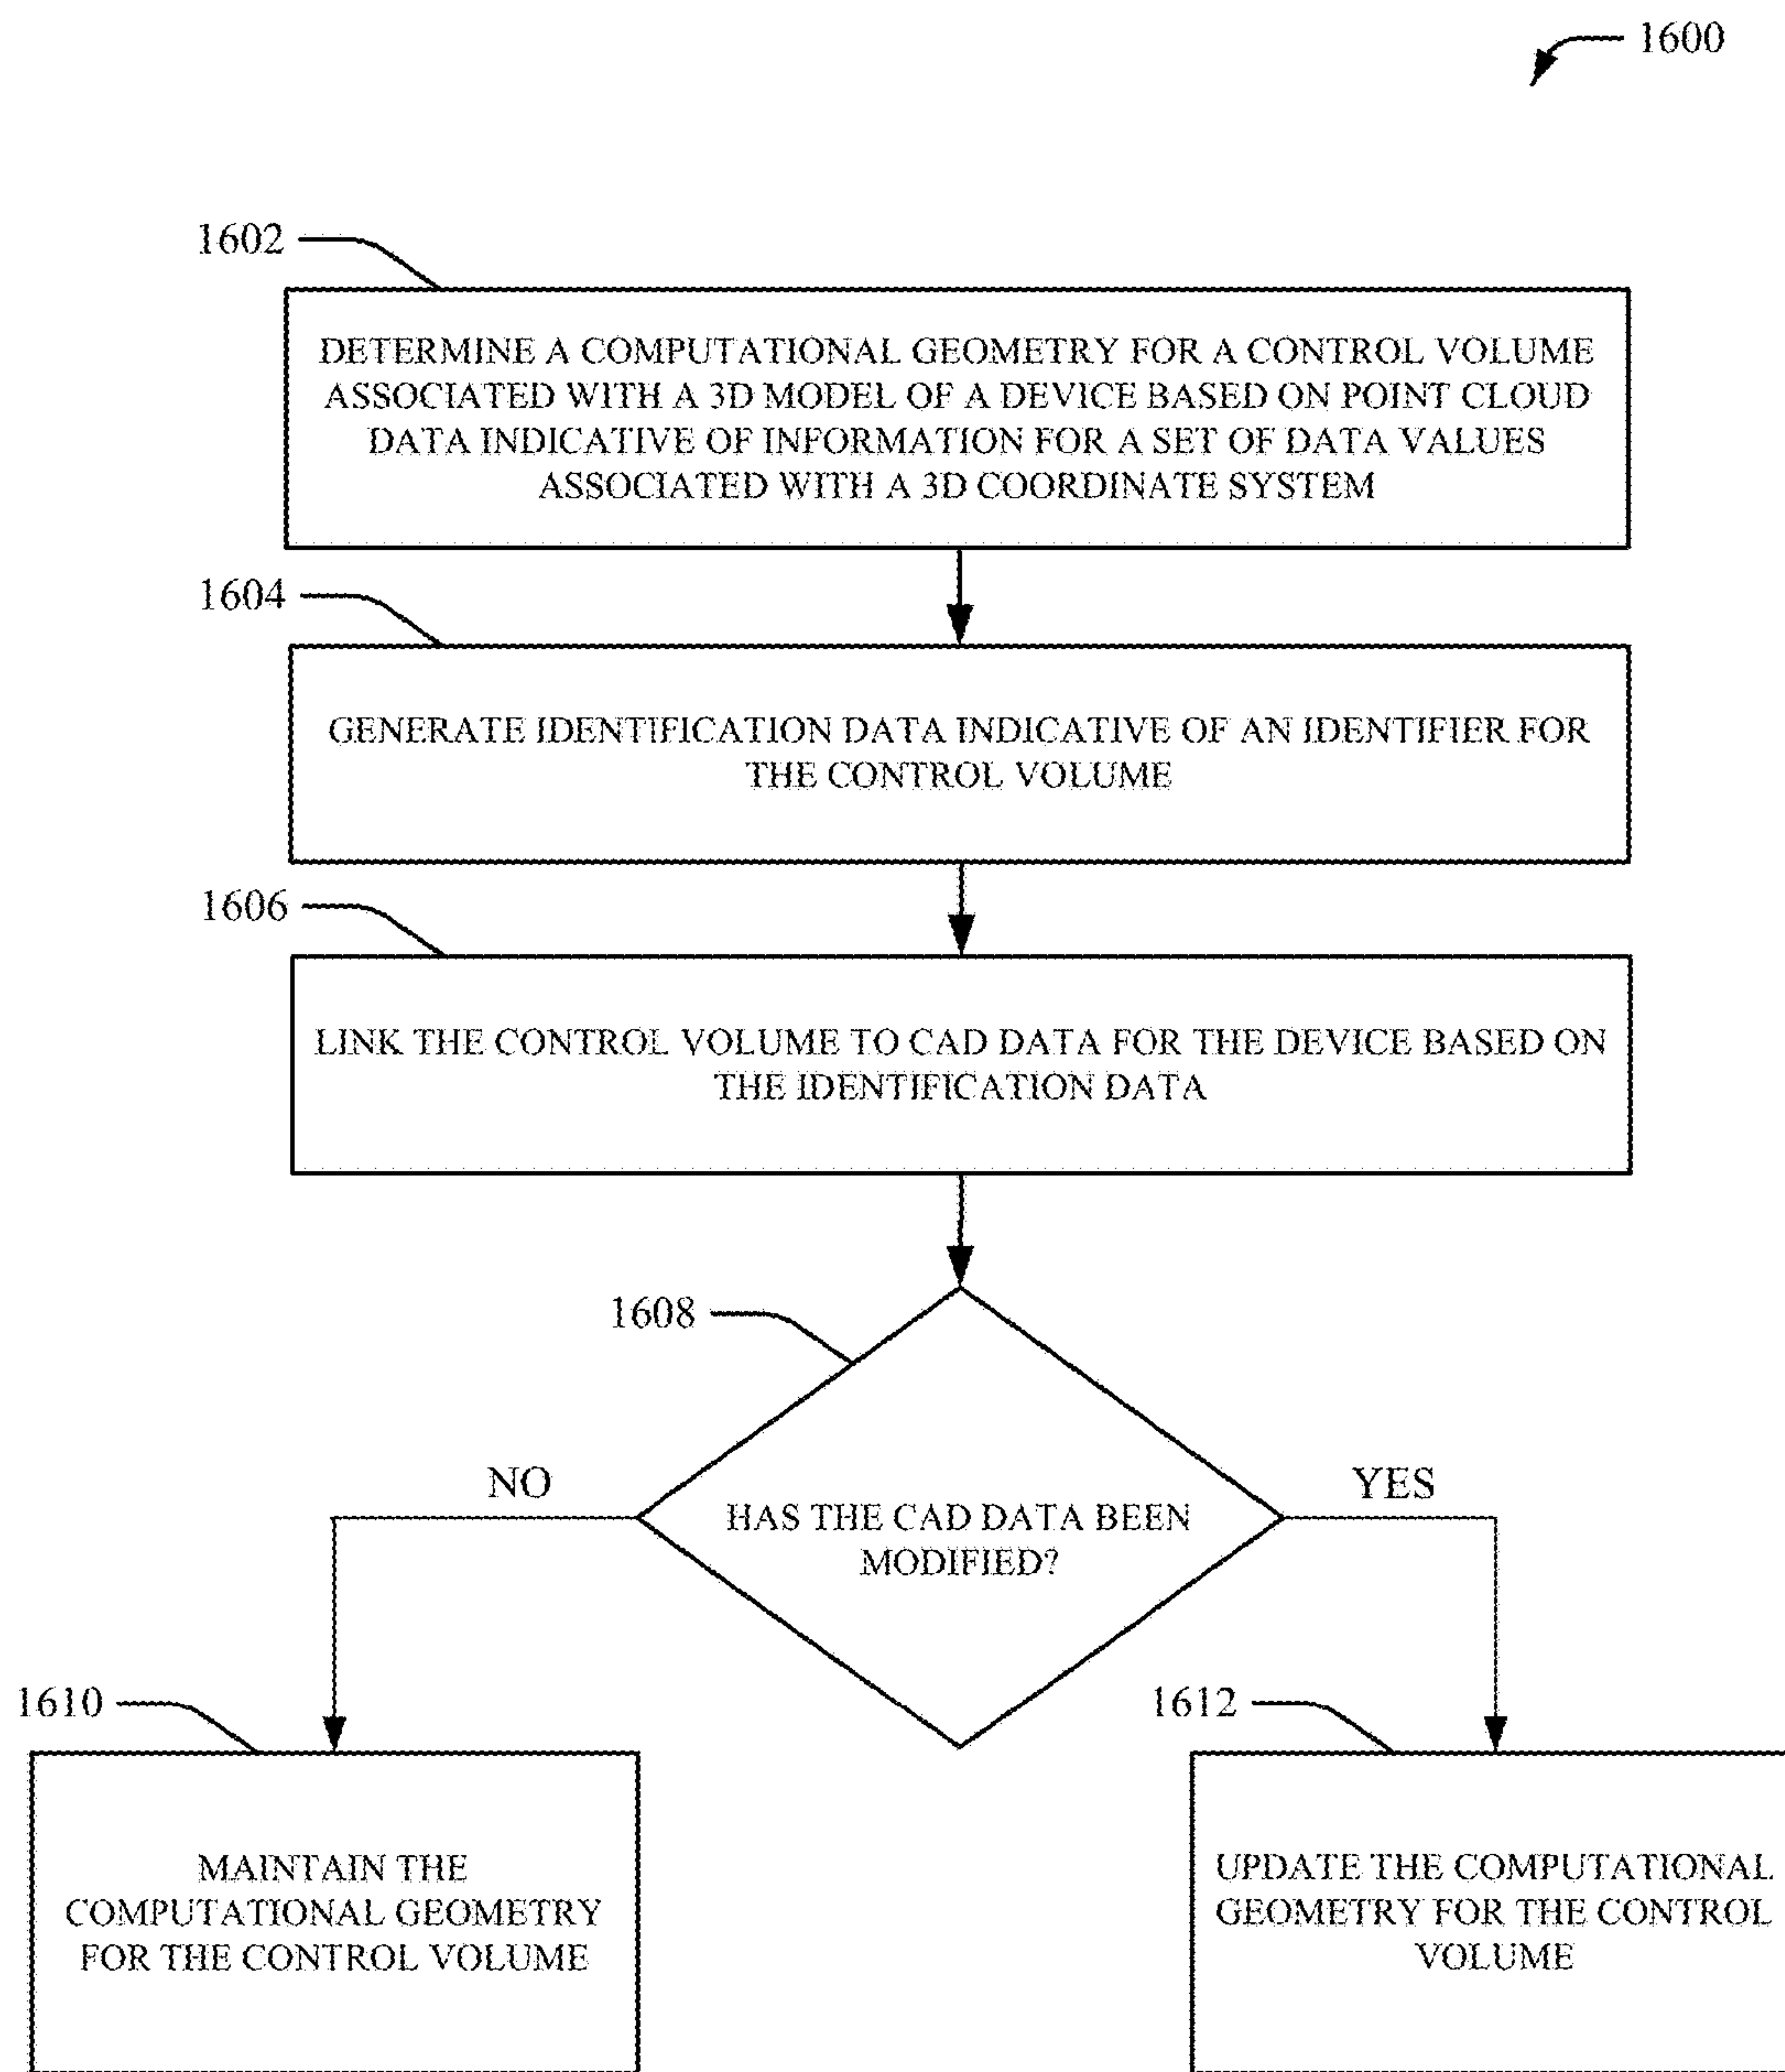 1600
1602
DETERMINE A COMPUTATIONAL GEOMETRY FOR A CONTROL VOLUME
ASSOCIATED WITH A 3D MODEL OF A DEVICE BASED ON POINT CLOUD
DATA INDICATIVE OF INFORMATION FOR A SET OF DATA VALUES
ASSOCIATED WITH A 3D COORDINATE SYSTEM
1604
GENERATE IDENTIFICATION DATA INDICATIVE OF AN IDENTIFIER FOR
THE CONTROL VOLUME
1606
LINK THE CONTROL VOLUME TO CAD DATA FOR THE DEVICE BASED ON
THE IDENTIFICATION DATA
1608
HAS THE CAD DATA BEEN
MODIFIED?
NO
YES
1610
MAINTAIN THE
COMPUTATIONAL GEOMETRY
FOR THE CONTROL VOLUME
1612
UPDATE THE COMPUTATIONAL
GEOMETRY FOR THE CONTROL
VOLUME